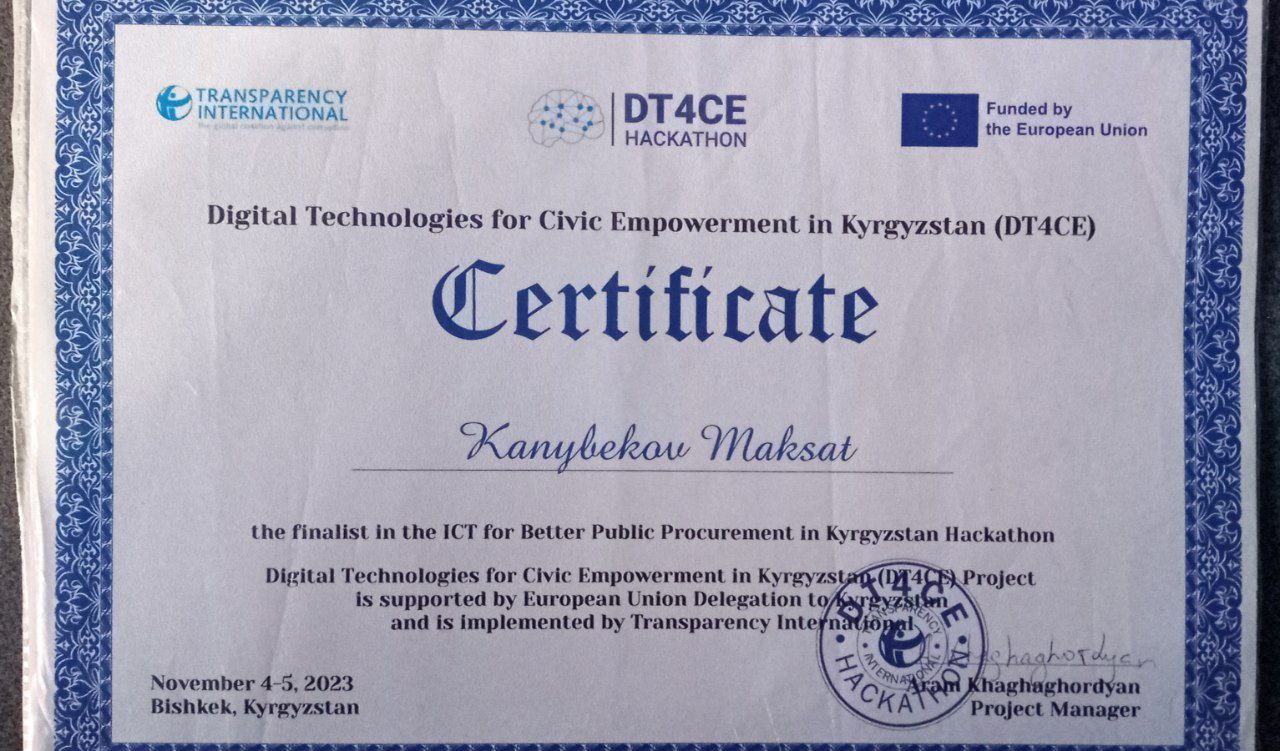 TRANSPARENCY
INTERNATIONAL
the global coalition against corruption
DT4CE
HACKATHON
Funded by
the European Union
Digital Technologies for Civic Empowerment in Kyrgyzstan (DT4CE)
Certificate
Kanybekov Maksat
the finalist in the ICT for Better Public Procurement in Kyrgyzstan Hackathon
Digital Technologies for Civic Empowerment in Kyrgyzstan (DT4CE) Project
is supported by European Union Delegation to Kyrgyzstan
and is implemented by Transparency International
DT4CE
TRANSPARENCY
INTERNATIONAL
HACKATHON
November 4-5, 2023
Bishkek, Kyrgyzstan
Aram Khaghaghordyan
Project Manager